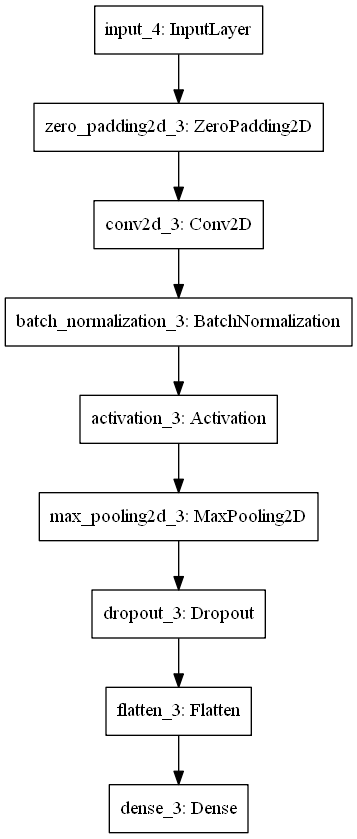 input_4: InputLayer
zero_padding2d_3: ZeroPadding2D
conv2d_3: Conv2D
batch_normalization_3: BatchNormalization
activation_3: Activation
max_pooling2d_3: MaxPooling2D
dropout_3: Dropout
flatten_3: Flatten
dense_3: Dense